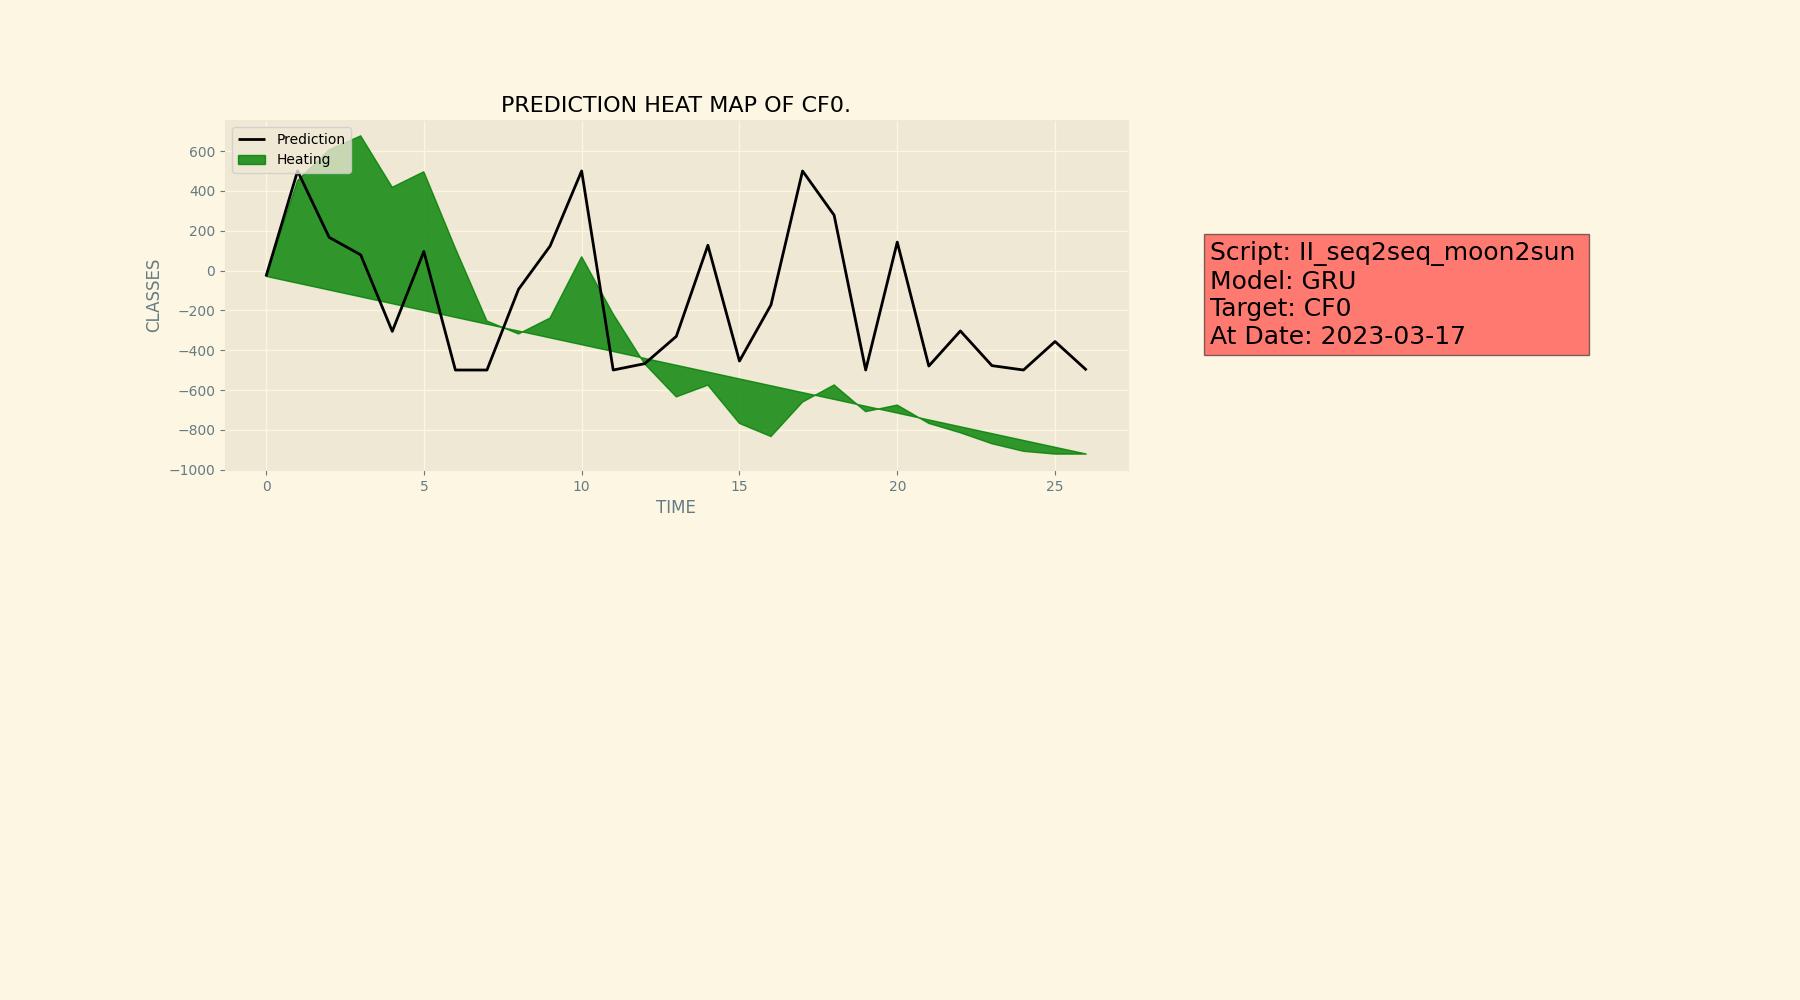 PREDICTION HEAT MAP OF CF0.
Prediction
Heating
600
400
200
0
−200
−400
−600
−800
−1000
CLASSES
0 5 10 15 20 25
TIME
Script: II_seq2seq_moon2sun
Model: GRU
Target: CF0
At Date: 2023-03-17